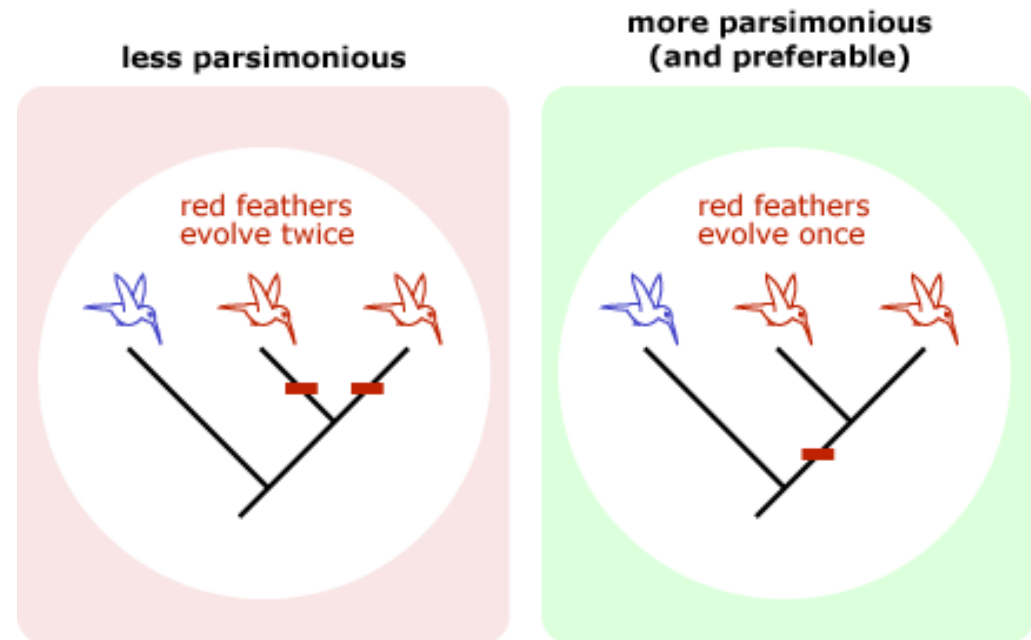 less parsimonious
more parsimonious
(and preferable)
red feathers
evolve twice
red feathers
evolve once